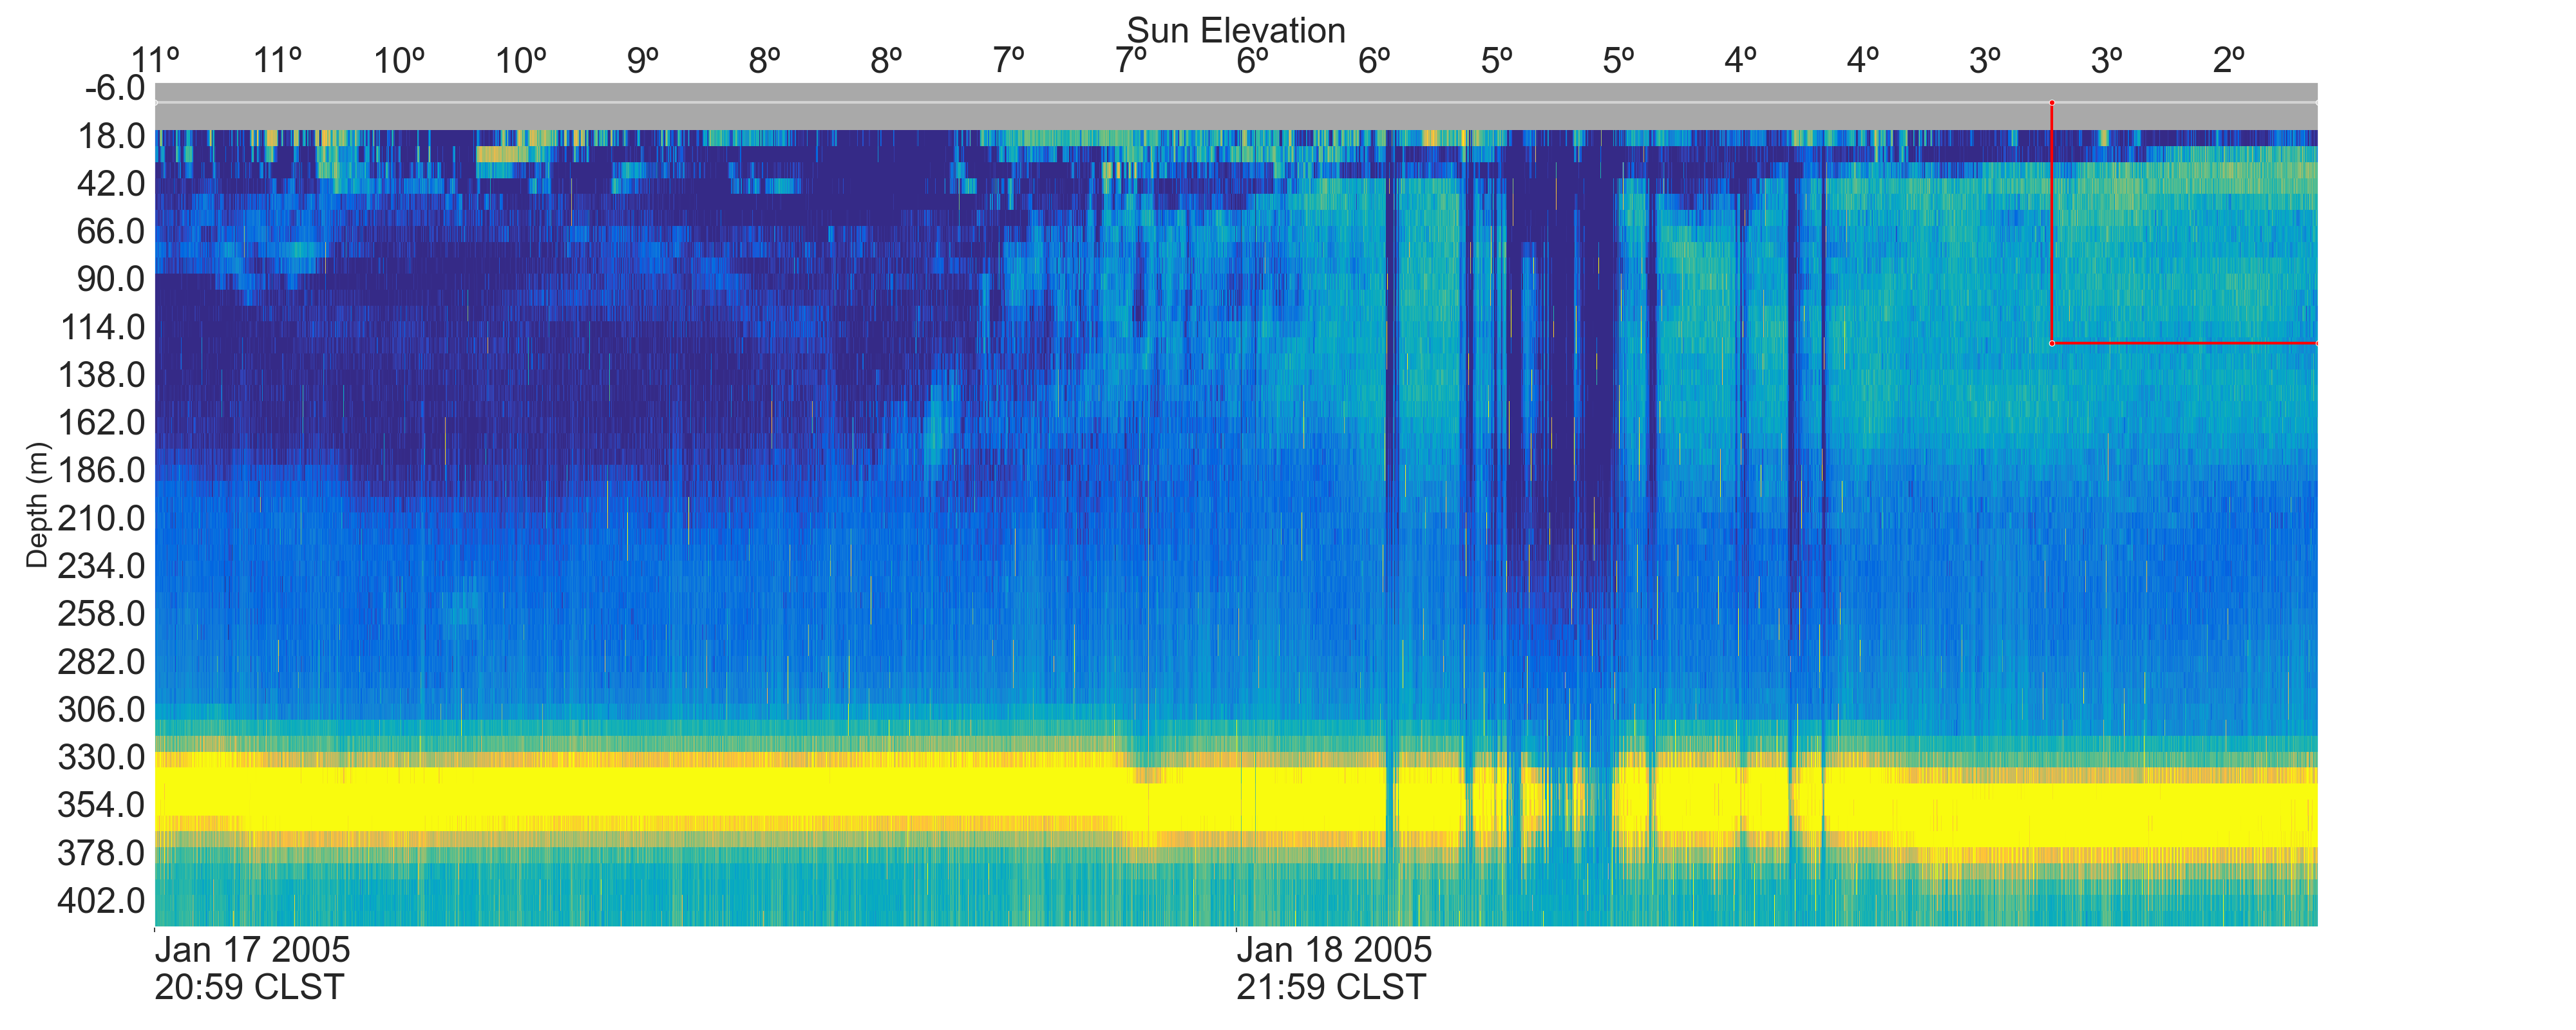 Sun Elevation
11º 11º 10º 10º 9º 8º 8º 7º 7º 6º 6º 5º 5º 4º 4º 3º 3º 2º
-6.0
18.0
42.0
66.0
90.0
114.0
138.0
162.0
186.0
210.0
234.0
258.0
282.0
306.0
330.0
354.0
378.0
402.0
Depth (m)
Jan 17 2005
20:59 CLST
Jan 18 2005
21:59 CLST